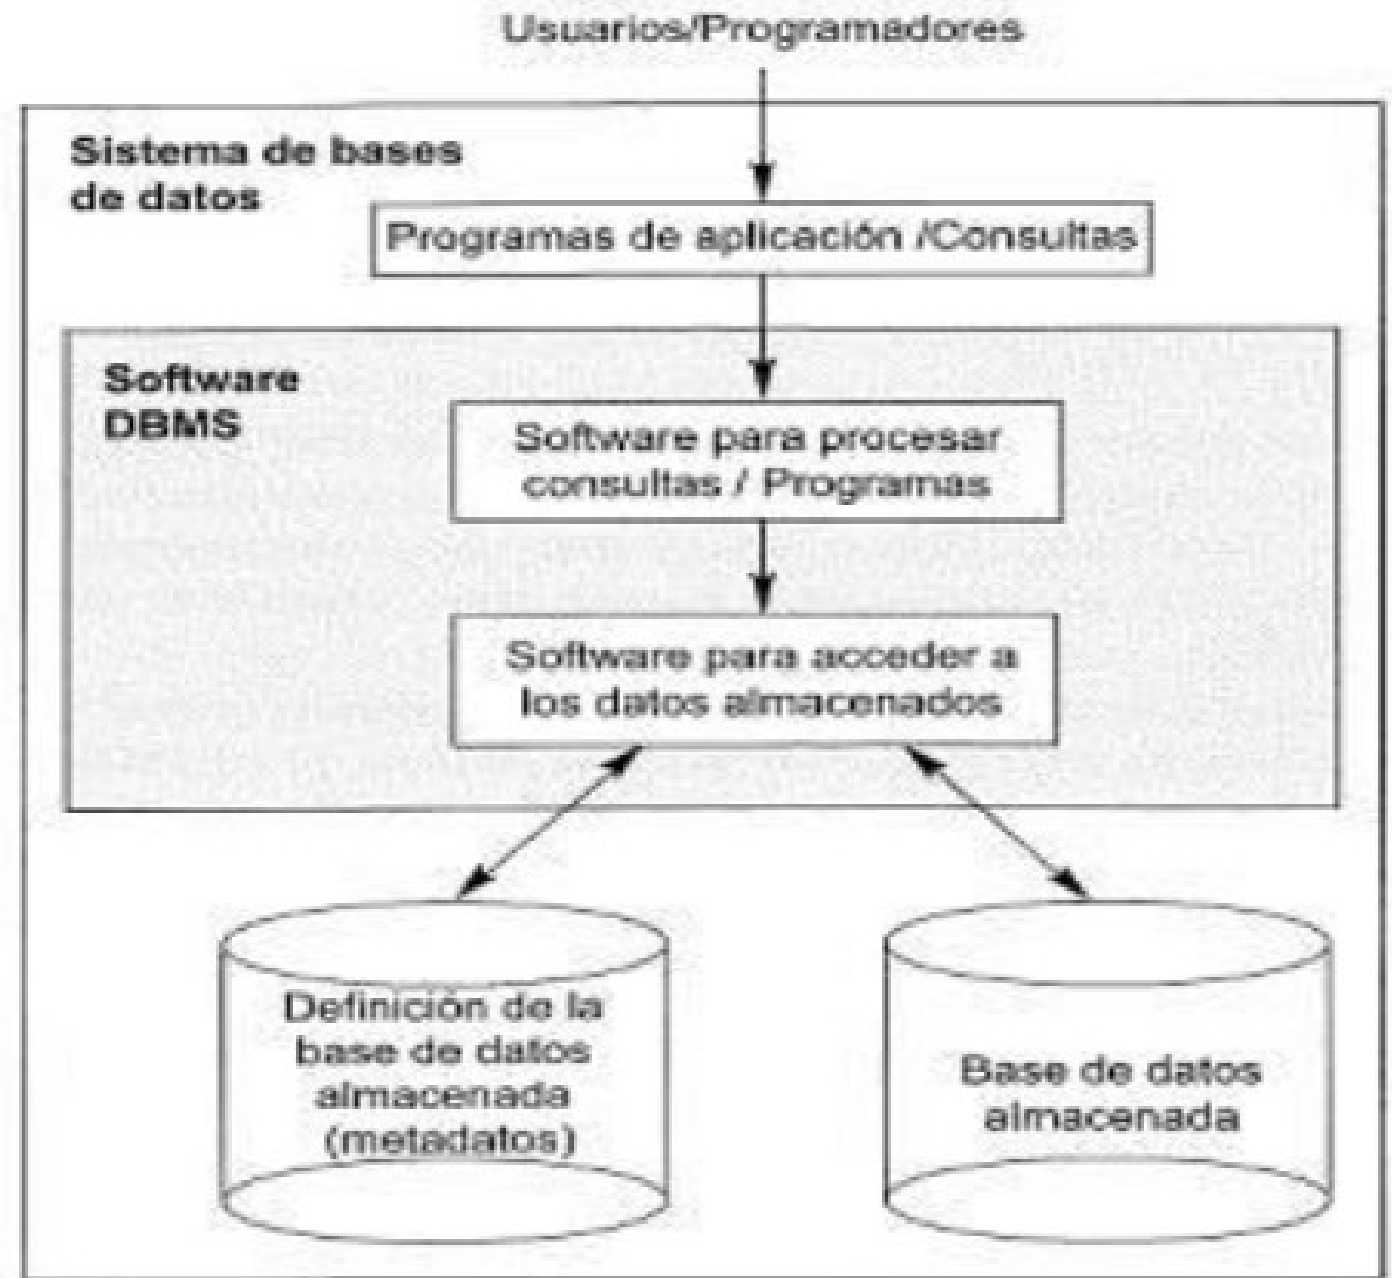 Usuarios/Programadores
Sistema de bases
de datos
Programas de aplicación /Consultas
Software
DBMS
Software para procesar
consultas / Programas
Software para acceder a
los datos almacenados
Definición de la
base de datos
almacenada
(metadatos)
Base de datos
almacenada